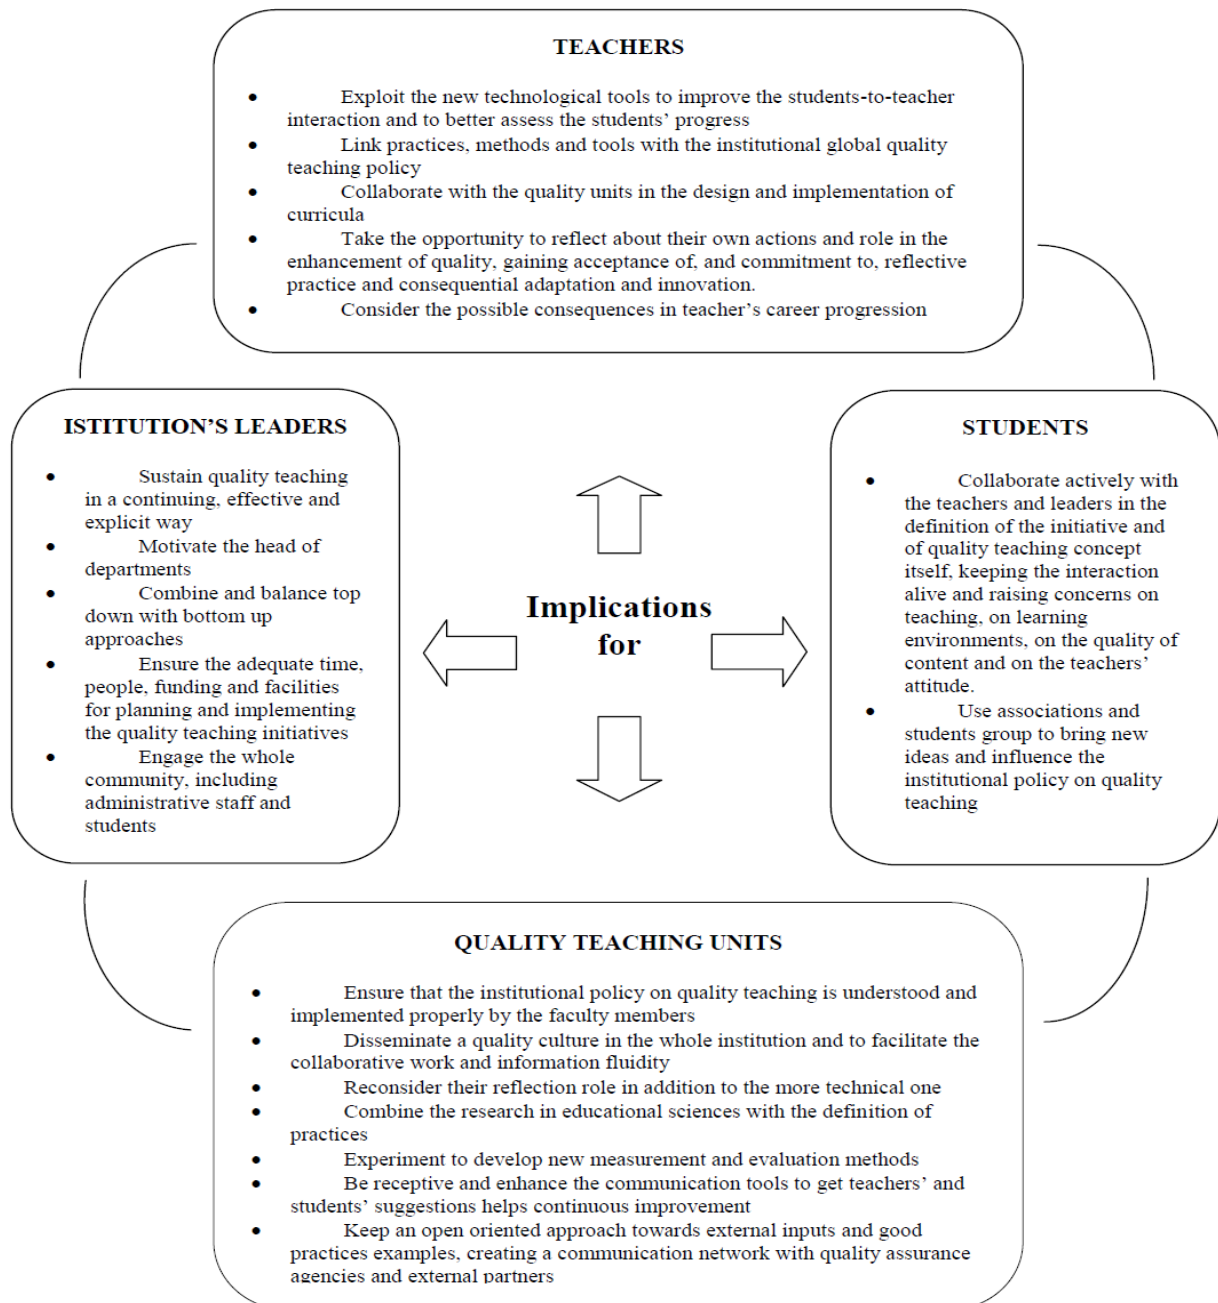 TEACHERS
• Exploit the new technological tools to improve the students-to-teacher
interaction and to better assess the students’ progress
• Link practices, methods and tools with the institutional global quality
teaching policy
• Collaborate with the quality units in the design and implementation of
curricula
• Take the opportunity to reflect about their own actions and role in the
enhancement of quality, gaining acceptance of, and commitment to, reflective
practice and consequential adaptation and innovation.
• Consider the possible consequences in teacher’s career progression
ISTITUTION’S LEADERS
• Sustain quality teaching
in a continuing, effective and
explicit way
• Motivate the head of
departments
• Combine and balance top
down with bottom up
approaches
• Ensure the adequate time,
people, funding and facilities
for planning and implementing
the quality teaching initiatives
• Engage the whole
community, including
administrative staff and
students
Implications
for
STUDENTS
• Collaborate actively with
the teachers and leaders in the
definition of the initiative and
of quality teaching concept
itself, keeping the interaction
alive and raising concerns on
teaching, on learning
environments, on the quality of
content and on the teachers’
attitude.
• Use associations and
students group to bring new
ideas and influence the
institutional policy on quality
teaching
QUALITY TEACHING UNITS
• Ensure that the institutional policy on quality teaching is understood and
implemented properly by the faculty members
• Disseminate a quality culture in the whole institution and to facilitate the
collaborative work and information fluidity
• Reconsider their reflection role in addition to the more technical one
• Combine the research in educational sciences with the definition of
practices
• Experiment to develop new measurement and evaluation methods
• Be receptive and enhance the communication tools to get teachers’ and
students’ suggestions helps continuous improvement
• Keep an open oriented approach towards external inputs and good
practices examples, creating a communication network with quality assurance
agencies and external partners